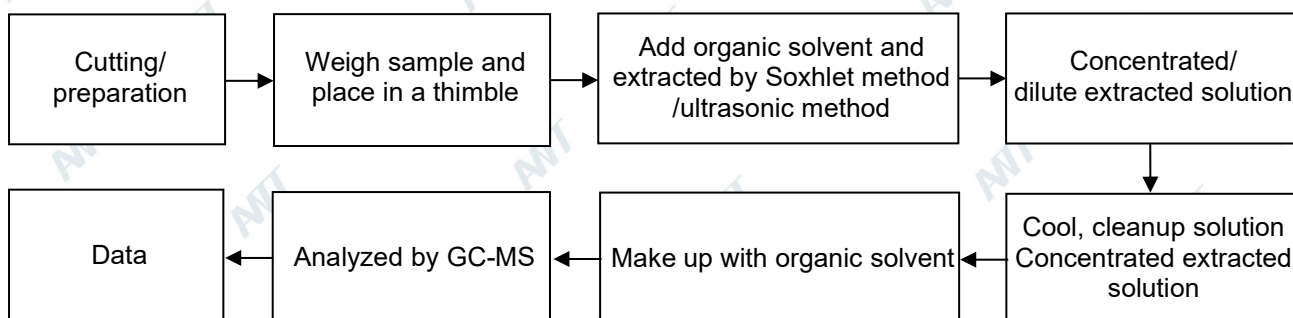 Cutting/
preparation
Weigh sample and
place in a thimble
Add organic solvent and
extracted by Soxhlet method
/ultrasonic method
Concentrated/
dilute extracted solution
Cool, cleanup solution
Concentrated extracted
solution
Make up with organic solvent
Analyzed by GC-MS
Data